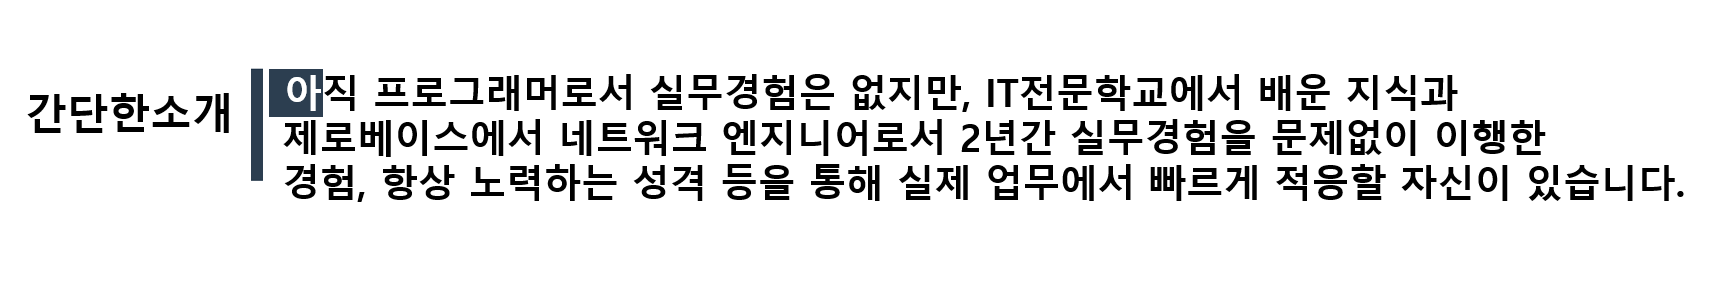 간단한소개
아직 프로그래머로서 실무경험은 없지만, IT전문학교에서 배운 지식과
제로베이스에서 네트워크 엔지니어로서 2년간 실무경험을 문제없이 이행한
경험, 항상 노력하는 성격 등을 통해 실제 업무에서 빠르게 적응할 자신이 있습니다.